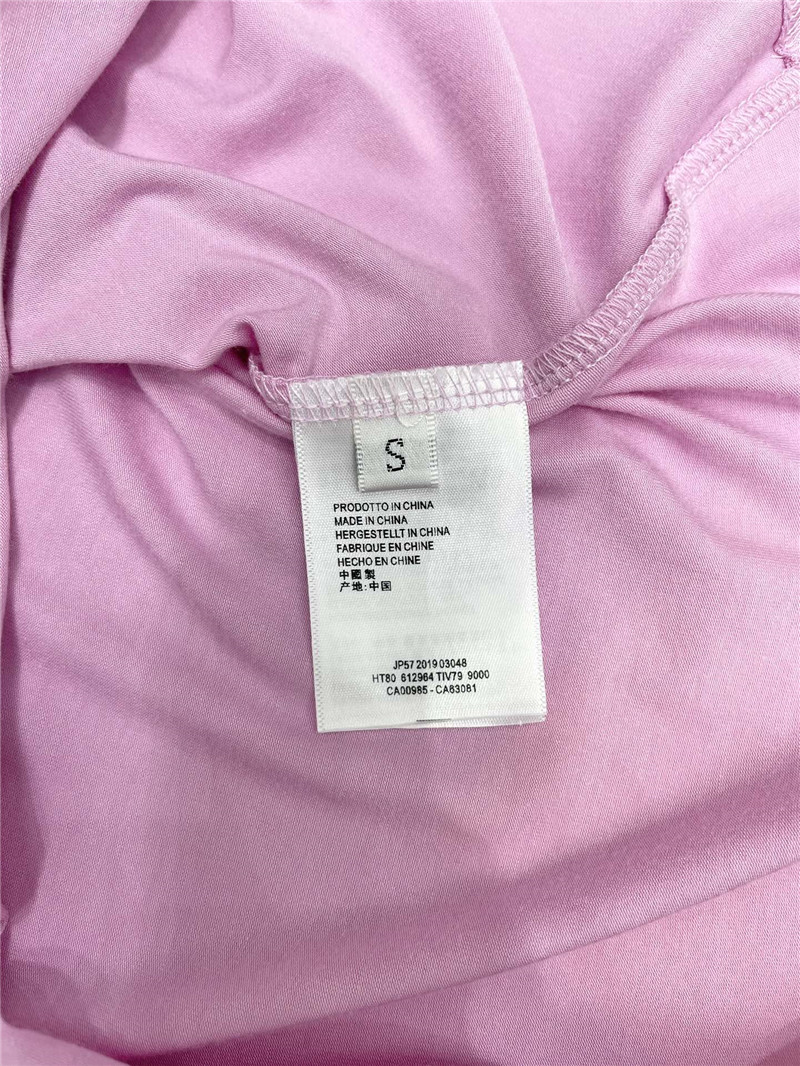 S
PRODOTTO IN CHINA
MADE IN CHINA
HERGESTELLT IN CHINA
FABRIQUE EN CHINE
HECHO EN CHINE
中國製
产地:中国
JP57 2019 03048
HT80 612964 TIV79 9000
CA00985 - CA63081